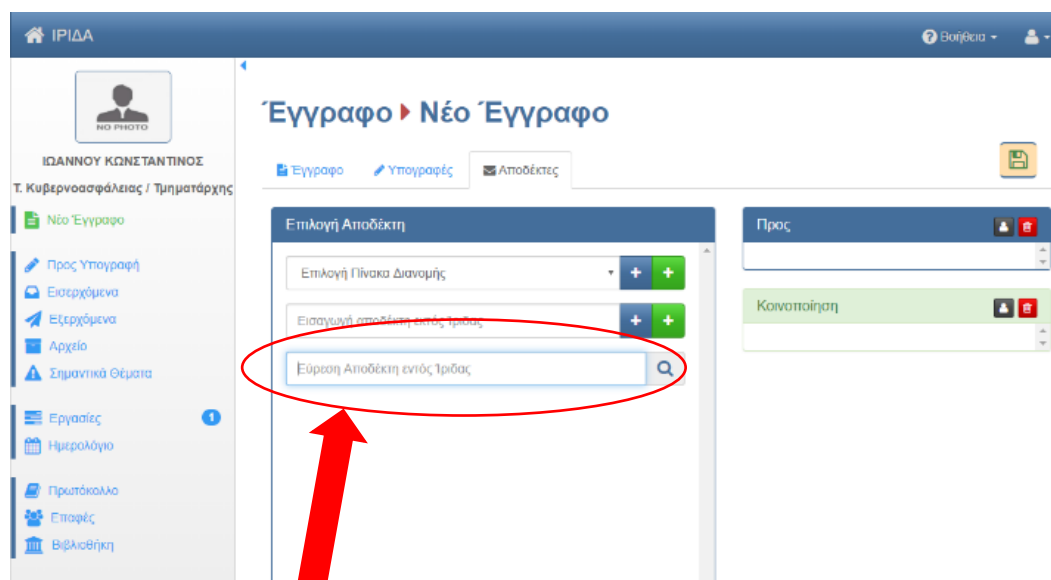 ΙΡΙΔΑ
Βοήθεια
NO PHOTO
ΙΩΑΝΝΟΥ ΚΩΝΣΤΑΝΤΙΝΟΣ
Τ. Κυβερνοασφάλειας / Τμηματάρχης
Νέο Έγγραφο
Προς Υπογραφή
Εισερχόμενα
Εξερχόμενα
Αρχείο
Σημαντικά Θέματα
Εργασίες 1
Ημερολόγιο
Πρωτόκολλο
Επαφές
Βιβλιοθήκη
Έγγραφο Νέο Έγγραφο
Έγγραφο Υπογραφές Αποδέκτες
Επιλογή Αποδέκτη
Επιλογή Πίνακα Διανομής
Εισαγωγή αποδέκτη εκτός Ίριδας
Εύρεση Αποδέκτη εντός Ίριδας
Προς
Κοινοποίηση